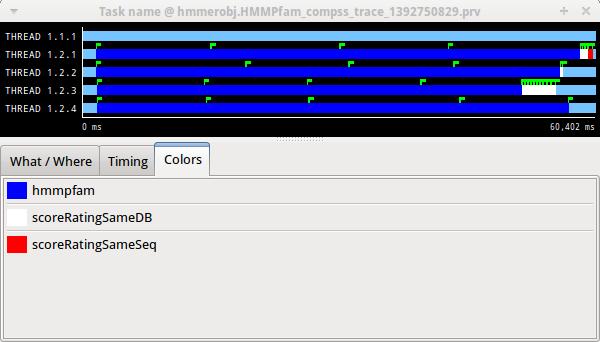 Task name @ hmmerobj.HMMPfam_compss_trace_1392750829.prv
THREAD 1.1.1
THREAD 1.2.1
THREAD 1.2.2
THREAD 1.2.3
THREAD 1.2.4
0 ms 60,402 ms
What / Where Timing Colors
hmmpfam
scoreRatingSameDB
scoreRatingSameSeq